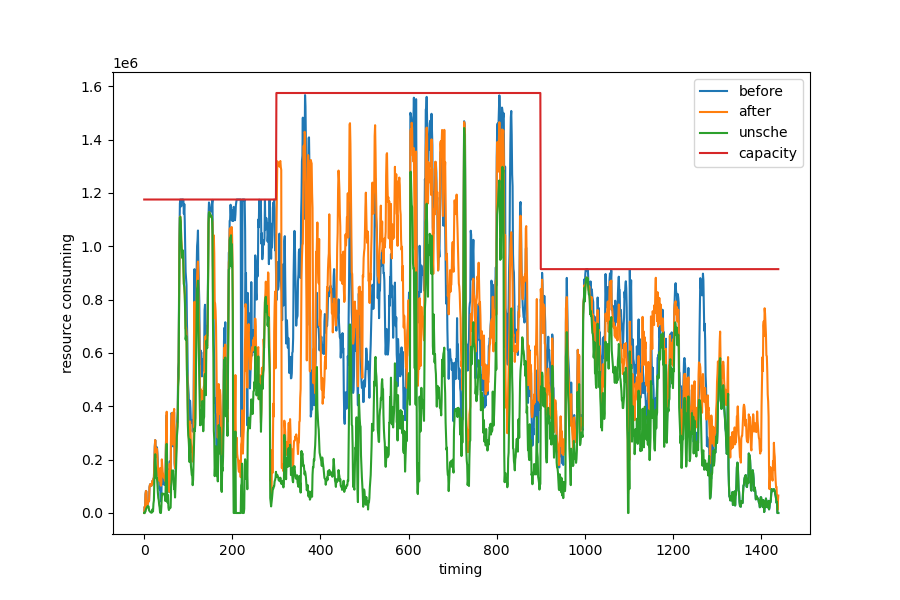 1e6
1.6
1.4
1.2
1.0
0.8
0.6
0.4
0.2
0.0
resource consuming
before
after
unsche
capacity
0 200 400 600 800 1000 1200 1400
timing